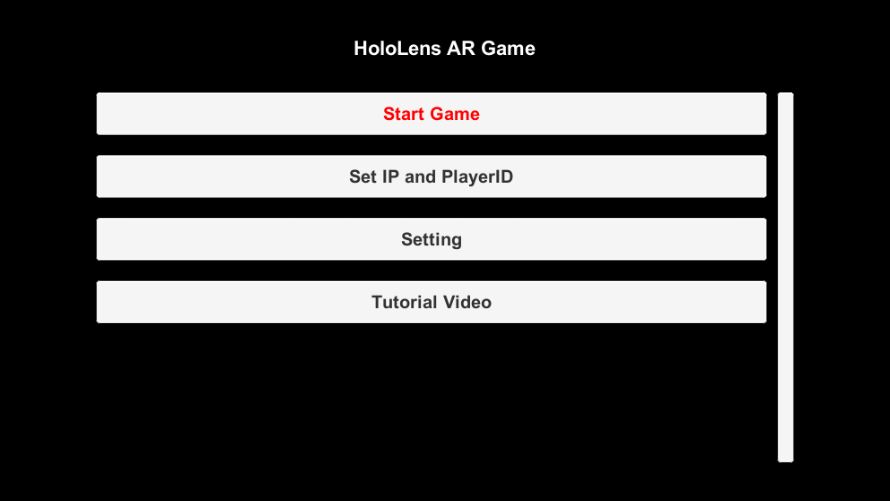 HoloLens AR Game
Start Game
Set IP and PlayerID
Setting
Tutorial Video